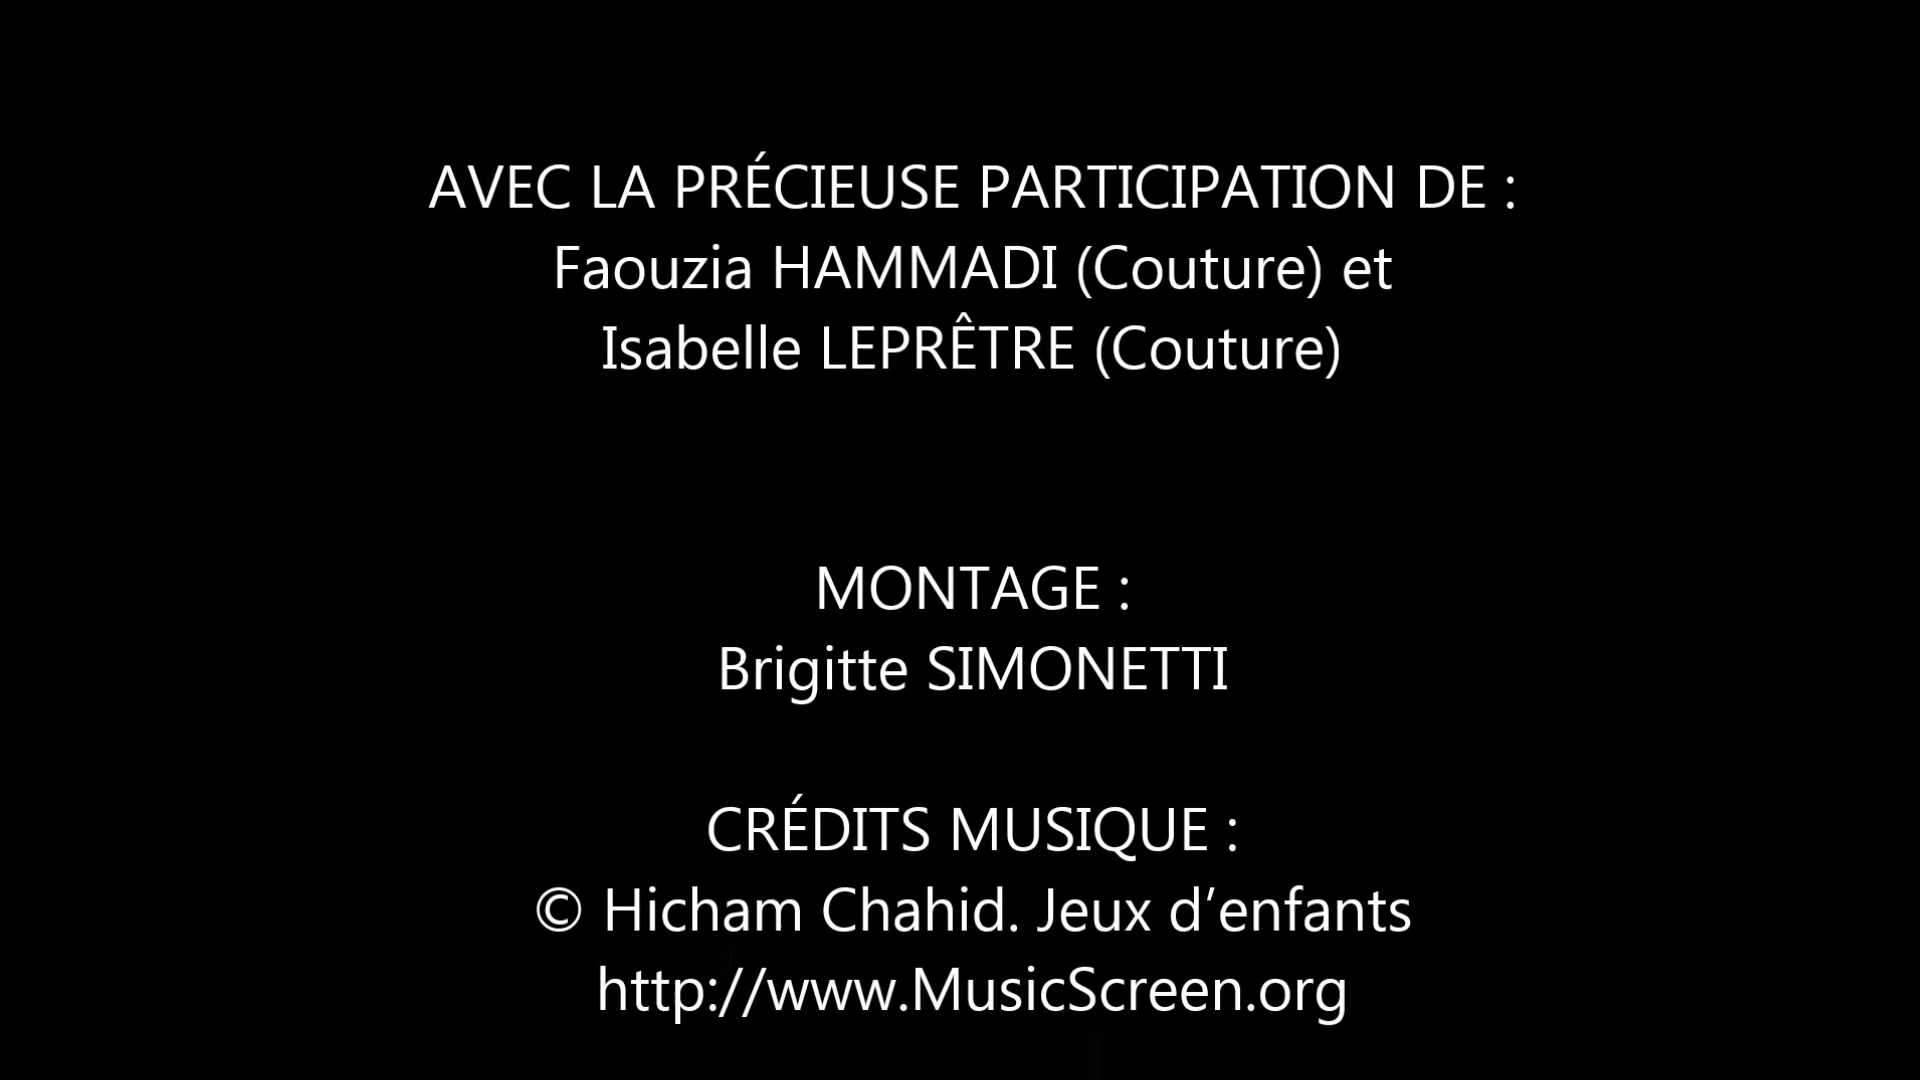 AVEC LA PRÉCIEUSE PARTICIPATION DE :
Faouzia HAMMADI (Couture) et
Isabelle LEPRÊTRE (Couture)
MONTAGE :
Brigitte SIMONETTI
CRÉDITS MUSIQUE :
© Hicham Chahid. Jeux d’enfants
http://www.MusicScreen.org